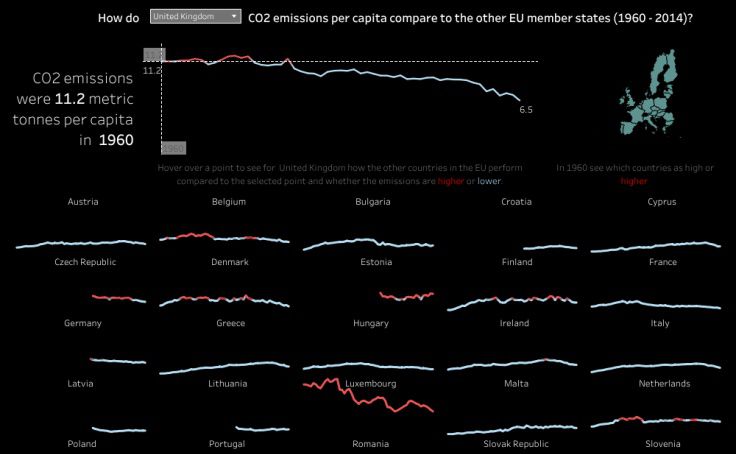 How do United Kingdom CO2 emissions per capita compare to the other EU member states (1960 - 2014)?
11.2
CO2 emissions
were 11.2 metric
tonnes per capita
in 1960
6.5
1960
Hover over a point to see for United Kingdom how the other countries in the EU perform
compared to the selected point and whether the emissions are higher or lower.
In 1960 see which countries as high or
higher
Austria Belgium Bulgaria Croatia Cyprus
Czech Republic Denmark Estonia Finland France
Germany Greece Hungary Ireland Italy
Latvia Lithuania Luxembourg Malta Netherlands
Poland Portugal Romania Slovak Republic Slovenia